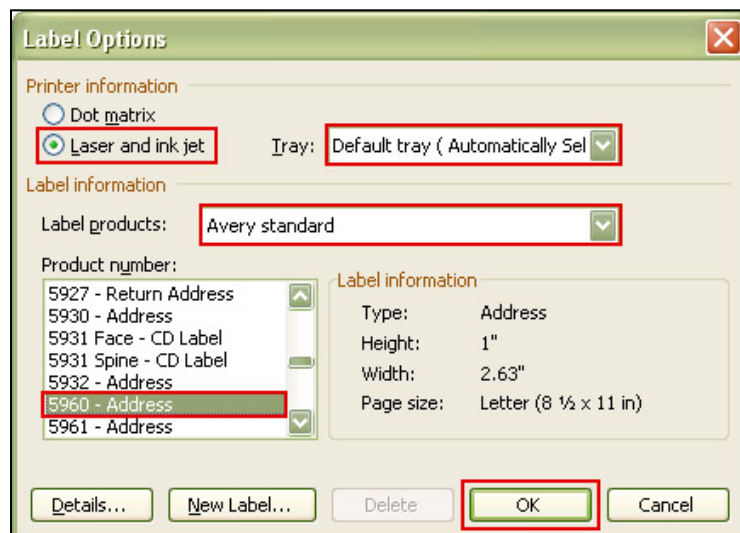 Label Options
Printer information
Dot matrix
Laser and ink jet
Tray: Default tray ( Automatically Sel
Label information
Label products: Avery standard
Product number:
5927 - Return Address
5930 - Address
5931 Face - CD Label
5931 Spine - CD Label
5932 - Address
5960 - Address
5961 - Address
Label information
Type: Address
Height: 1"
Width: 2.63"
Page size: Letter (8 ½ x 11 in)
Details... New Label... Delete OK Cancel